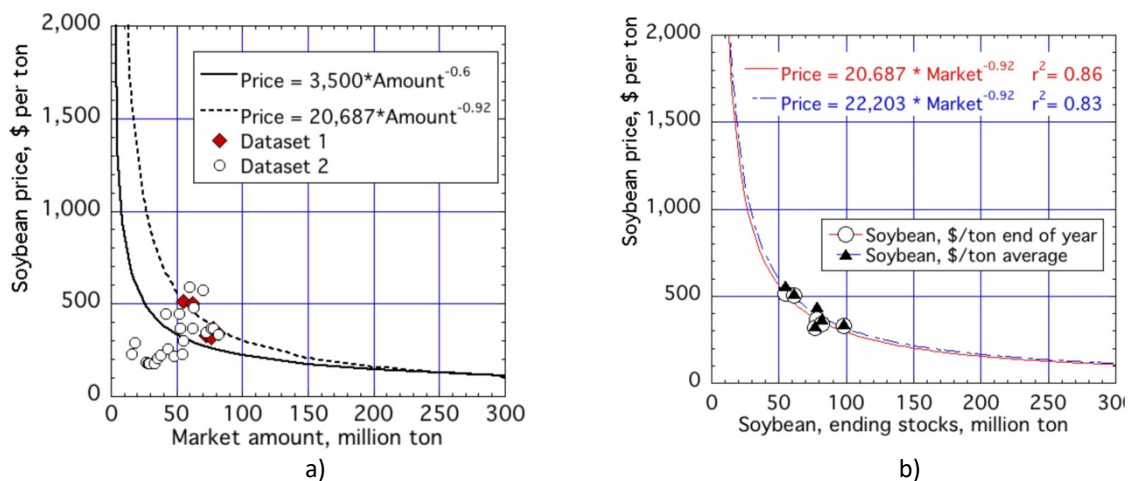 2,000
1,500
1,000
500
0
Soybean price, $ per ton
Price = 3,500*Amount^-0.6
Price = 20,687*Amount^-0.92
Dataset 1
Dataset 2
0 50 100 150 200 250 300
Market amount, million ton
a)
2,000
1,500
1,000
500
0
Soybean price, $ per ton
Price = 20,687 * Market^-0.92 r^2= 0.86
Price = 22,203 * Market^-0.92 r^2= 0.83
Soybean, $/ton end of year
Soybean, $/ton average
0 50 100 150 200 250 30
Soybean, ending stocks, million ton
b)